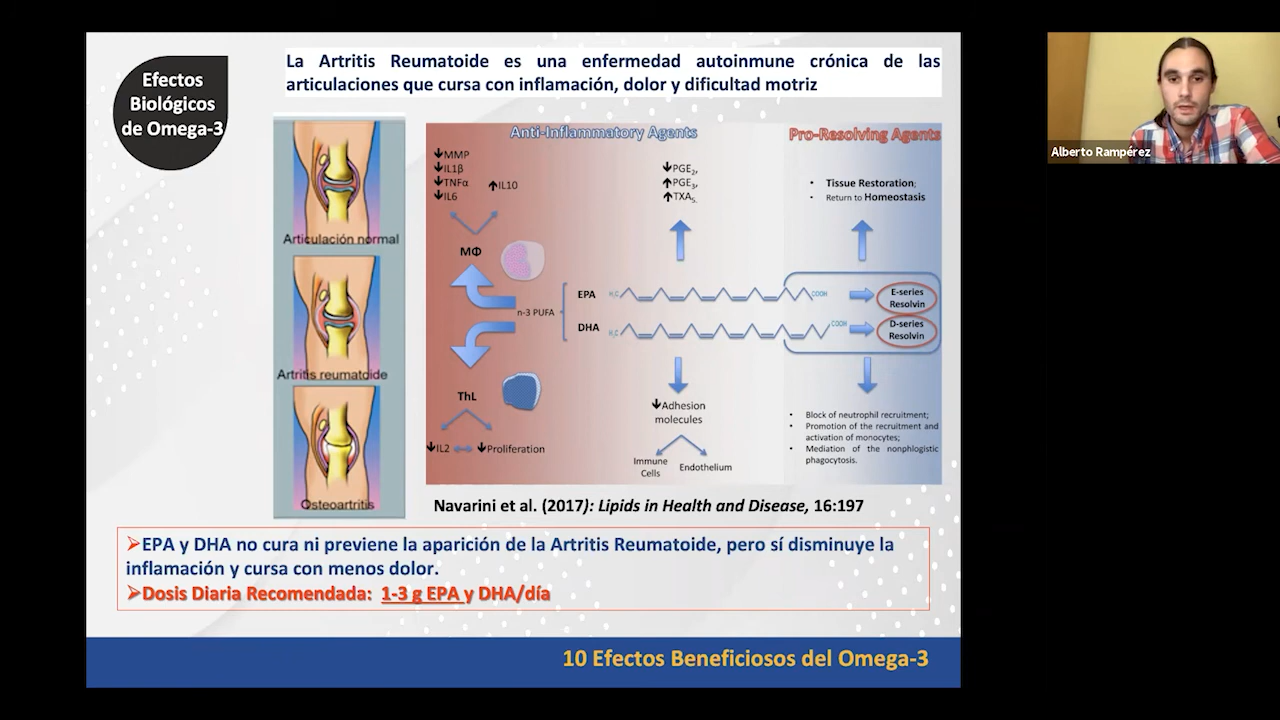 Efectos
Biológicos
de Omega-3
La Artritis Reumatoide es una enfermedad autoinmune crónica de las
articulaciones que cursa con inflamación, dolor y dificultad motriz
Alberto Rampérez
Articulación normal
Artritis reumatoide
Osteoartritis
Anti-Inflammatory Agents
Pro-Resolving Agents
↓MMP
↓IL1β
↓TNFα
↓IL6
↑IL10
MΦ
n-3 PUFA
ThL
↓IL2
↓Proliferation
↓PGE2,
↑PGE3,
↑TXA5.
EPA
H3C
COOH
DHA
H3C
COOH
↓Adhesion
molecules
Immune
Cells
Endothelium
• Tissue Restoration;
• Return to Homeostasis
E-series
Resolvin
D-series
Resolvin
• Block of neutrophil recruitment;
• Promotion of the recruitment and
activation of monocytes;
• Mediation of the nonphlogistic
phagocytosis.
Navarini et al. (2017): Lipids in Health and Disease, 16:197
➢EPA y DHA no cura ni previene la aparición de la Artritis Reumatoide, pero sí disminuye la
inflamación y cursa con menos dolor.
➢Dosis Diaria Recomendada: 1-3 g EPA y DHA/día
10 Efectos Beneficiosos del Omega-3